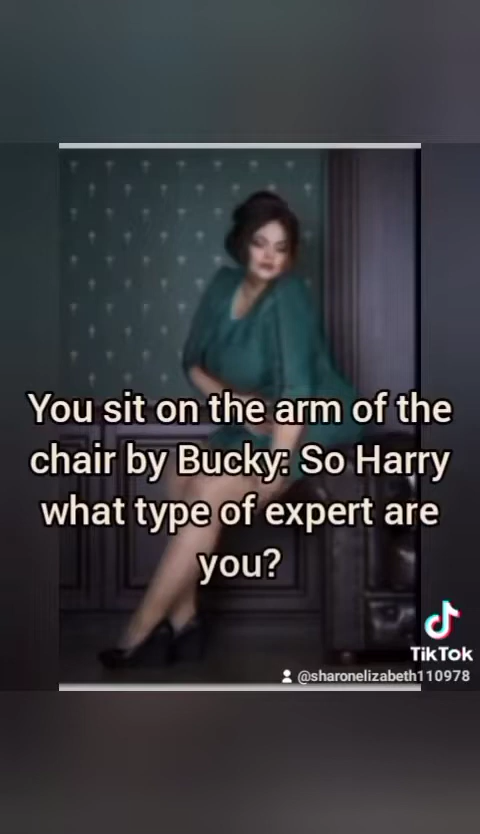 You sit on the arm of the
chair by Bucky: So Harry
what type of expert are
you?
TikTok
@sharonelizabeth110978